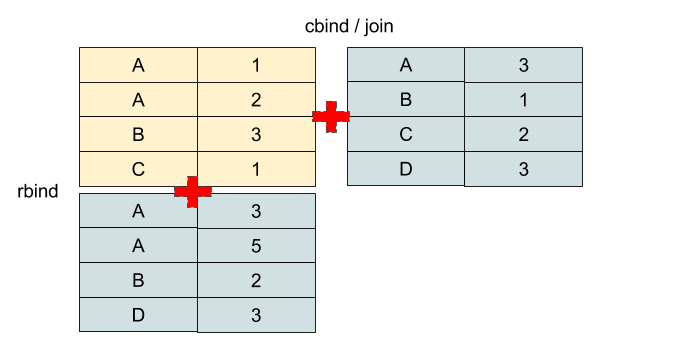 cbind / join
A 1 A 3
A 2 B 1
B 3 C 2
C 1 D 3
rbind
A 3
A 5
B 2
D 3